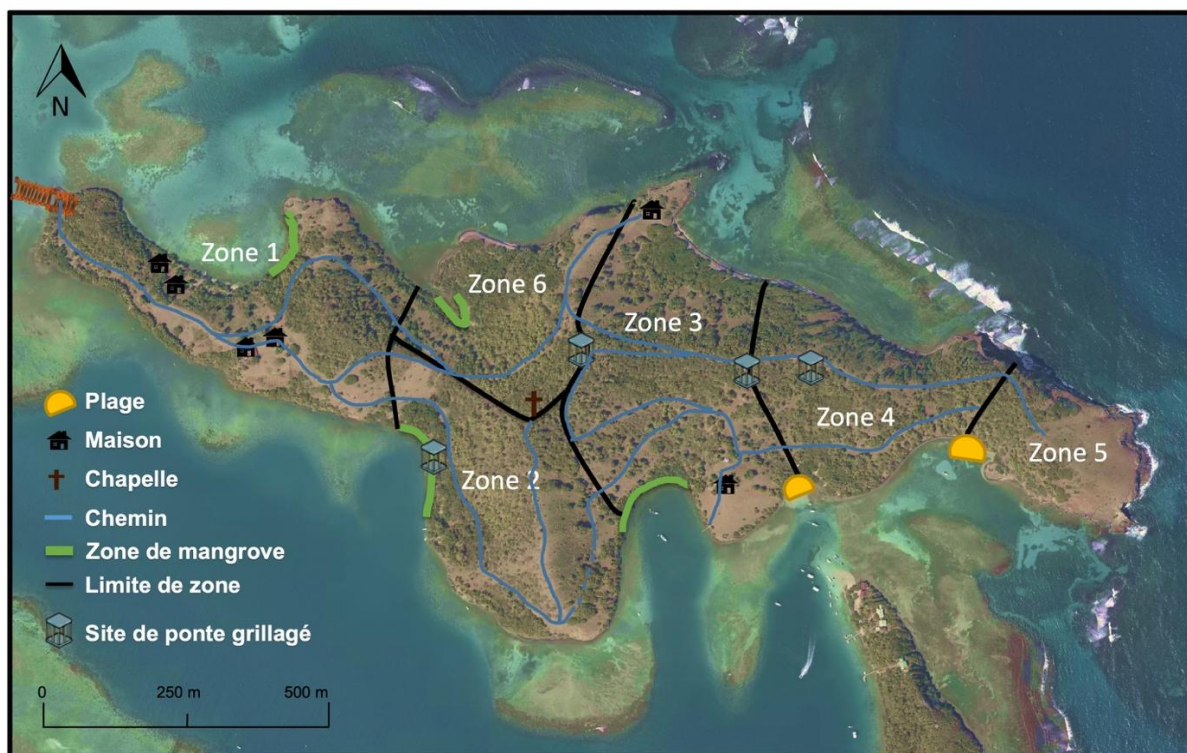 N
Zone 1
Zone 6
Zone 3
Zone 4
Zone 5
Zone 2
Plage
Maison
Chapelle
Chemin
Zone de mangrove
Limite de zone
Site de ponte grillagé
0 250 m 500 m